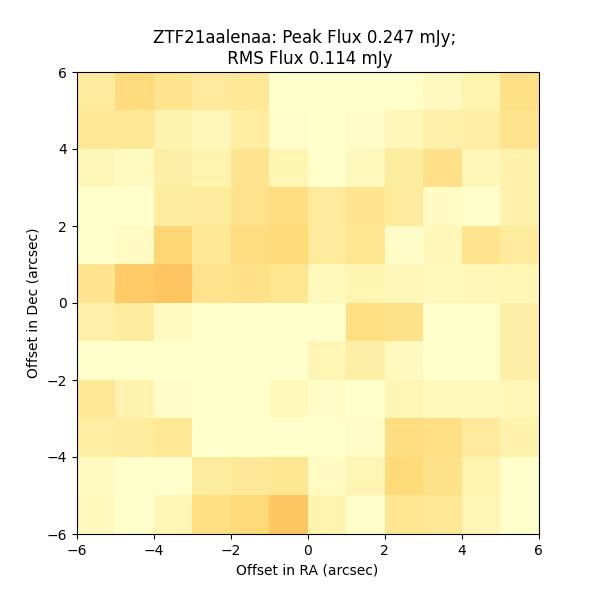 ZTF21aalenaa: Peak Flux 0.247 mJy;
RMS Flux 0.114 mJy
6
4
2
0
−2
−4
−6
Offset in Dec (arcsec)
−6 −4 −2 0 2 4 6
Offset in RA (arcsec)